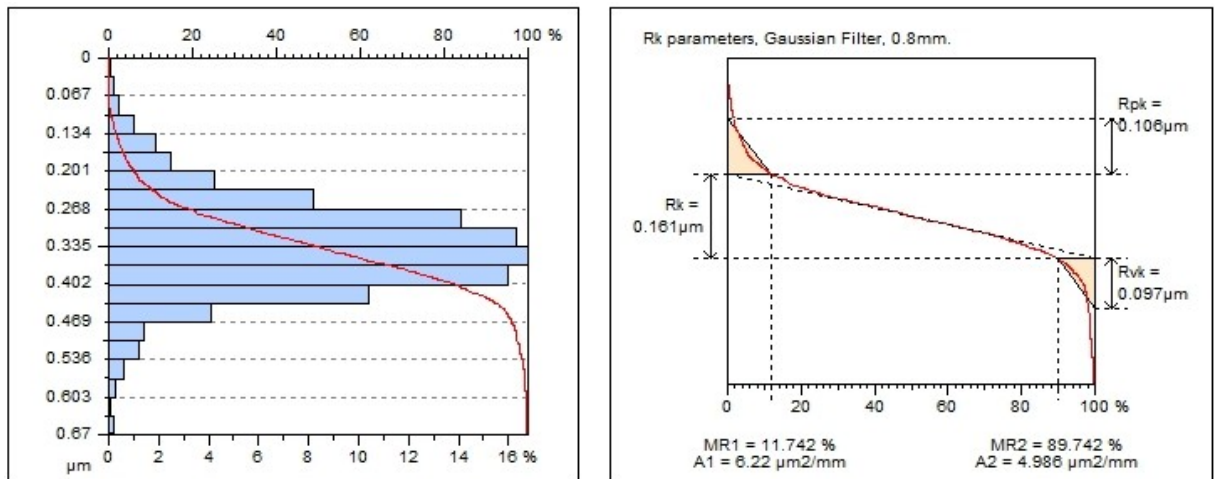 0 20 40 60 80 100 %
0
0.067
0.134
0.201
0.268
0.335
0.402
0.469
0.536
0.603
0.67
µm
0 2 4 6 8 10 12 14 16 %
Rk parameters, Gaussian Filter, 0.8mm.
Rpk =
0.106µm
Rk =
0.161µm
Rvk =
0.097µm
0 20 40 60 80 100 %
MR1 = 11.742 %
A1 = 6.22 µm2/mm
MR2 = 89.742 %
A2 = 4.986 µm2/mm